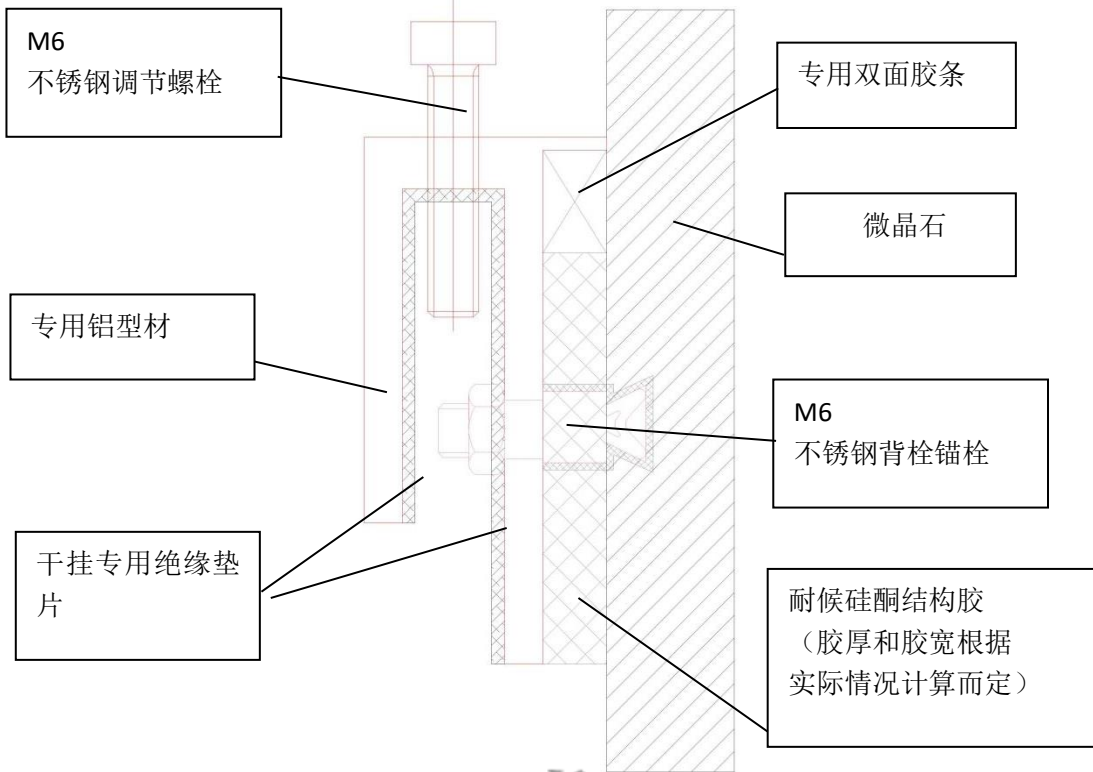 M6
不锈钢调节螺栓
专用双面胶条
微晶石
专用铝型材
M6
不锈钢背栓锚栓
干挂专用绝缘垫
片
耐候硅酮结构胶
（胶厚和胶宽根据
实际情况计算而定）